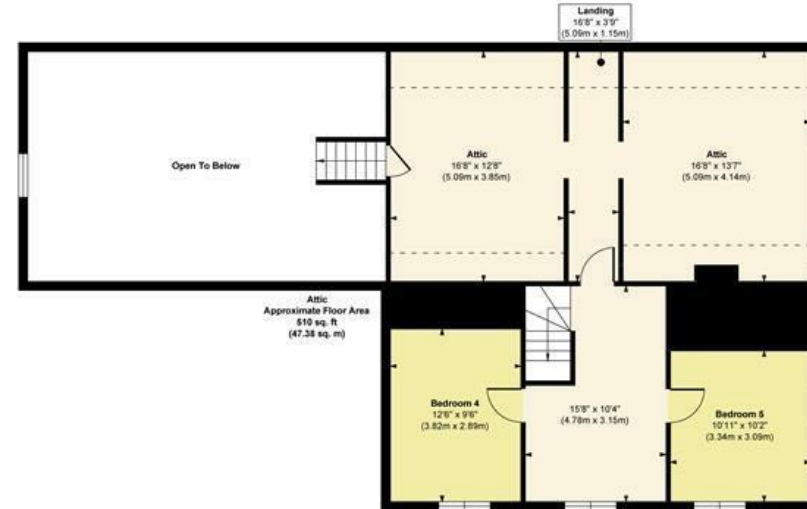 Landing
16'8" x 3'9"
(5.09m x 1.15m)
Open To Below
Attic
16'8" x 12'8"
(5.09m x 3.85m)
Attic
16'8" x 13'7"
(5.09m x 4.14m)
Attic
Approximate Floor Area
510 sq. ft
(47.38 sq. m)
Bedroom 4
12'6" x 9'6"
(3.82m x 2.89m)
15'8" x 10'4"
(4.78m x 3.15m)
Bedroom 5
10'11" x 10'2"
(3.34m x 3.09m)